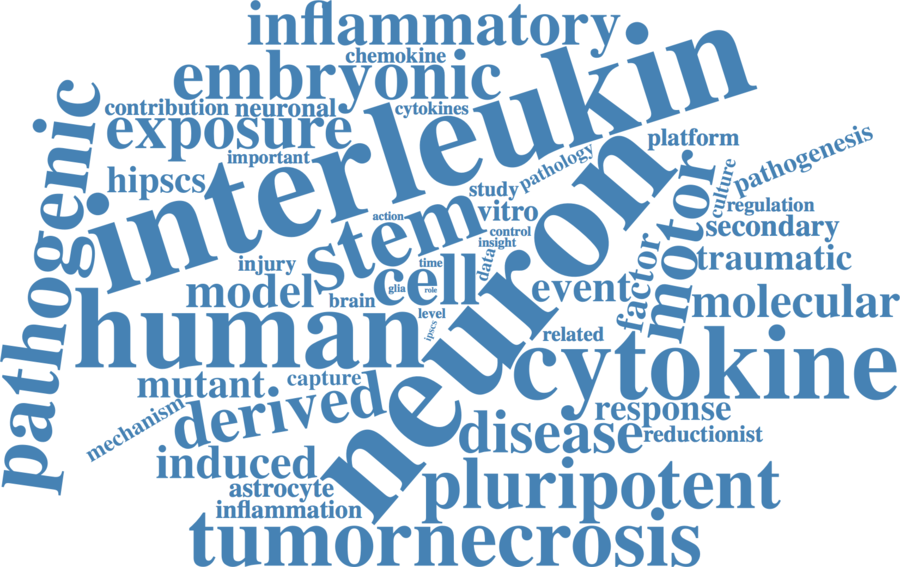 inflammatory
chemokine
embryonic
interleukin
contribution
neuronal
cytokines
exposure
important
pathogenic
hipscs
platform
pathogenesis
pathology
study
culture
regulation
vitro
action
control
insight
stem
neuron
motor
secondary
traumatic
injury
time
data
cell
glia
role
model
brain
event
factor
molecular
level
ipscs
human
related
cytokine
mutant
capture
derived
mechanism
response
disease
reductionist
induced
astrocyte
pluripotent
inflammation
tumornecrosis